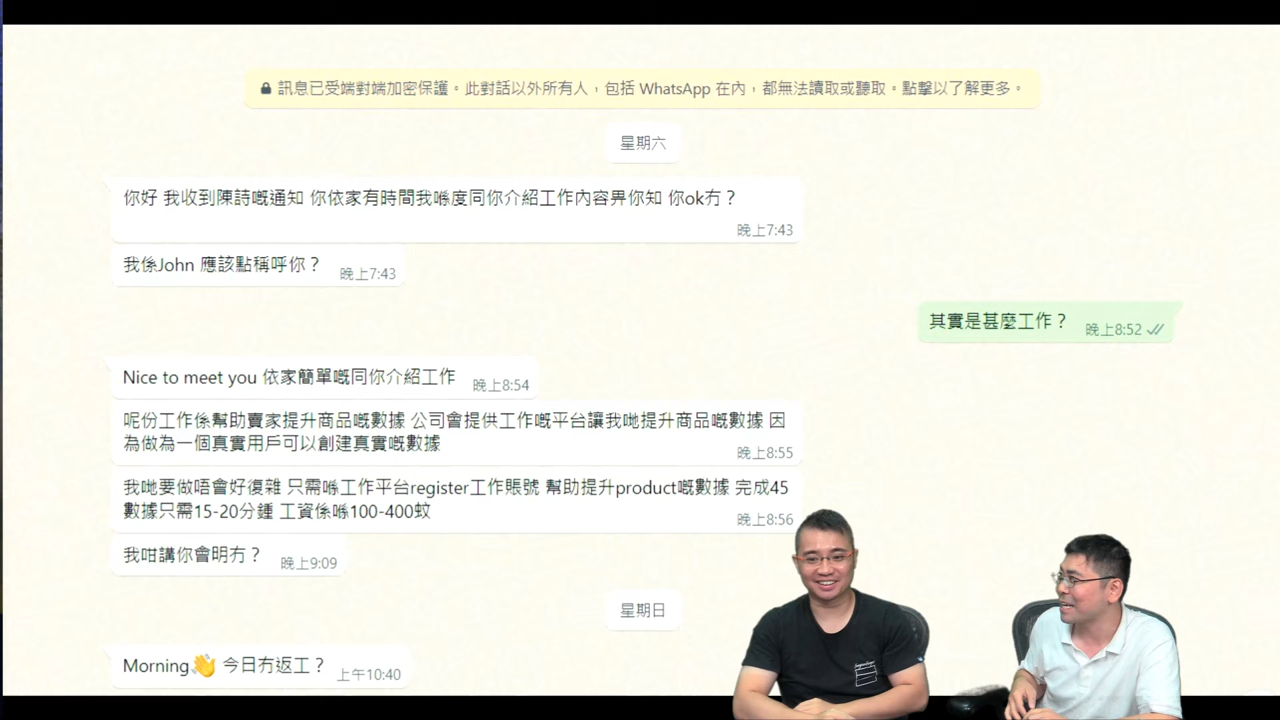 訊息已受端對端加密保護。此對話以外所有人，包括 WhatsApp 在內，都無法讀取或聽取。點擊以了解更多。
星期六
你好 我收到陳詩嘅通知 你依家有時間我喺度同你介紹工作內容畀你知 你ok冇？
晚上7:43
我係John 應該點稱呼你？ 晚上7:43
其實是甚麼工作？ 晚上8:52
Nice to meet you 依家簡單嘅同你介紹工作 晚上8:54
呢份工作係幫助賣家提升商品嘅數據 公司會提供工作嘅平台讓我哋提升商品嘅數據 因
為做為一個真實用戶可以創建真實嘅數據
晚上8:55
我哋要做唔會好復雜 只需喺工作平台register工作賬號 幫助提升product嘅數據 完成45
數據只需15-20分鍾 工資係喺100-400蚊
晚上8:56
我咁講你會明冇？ 晚上9:09
星期日
Morning👋 今日冇返工？ 上午10:40